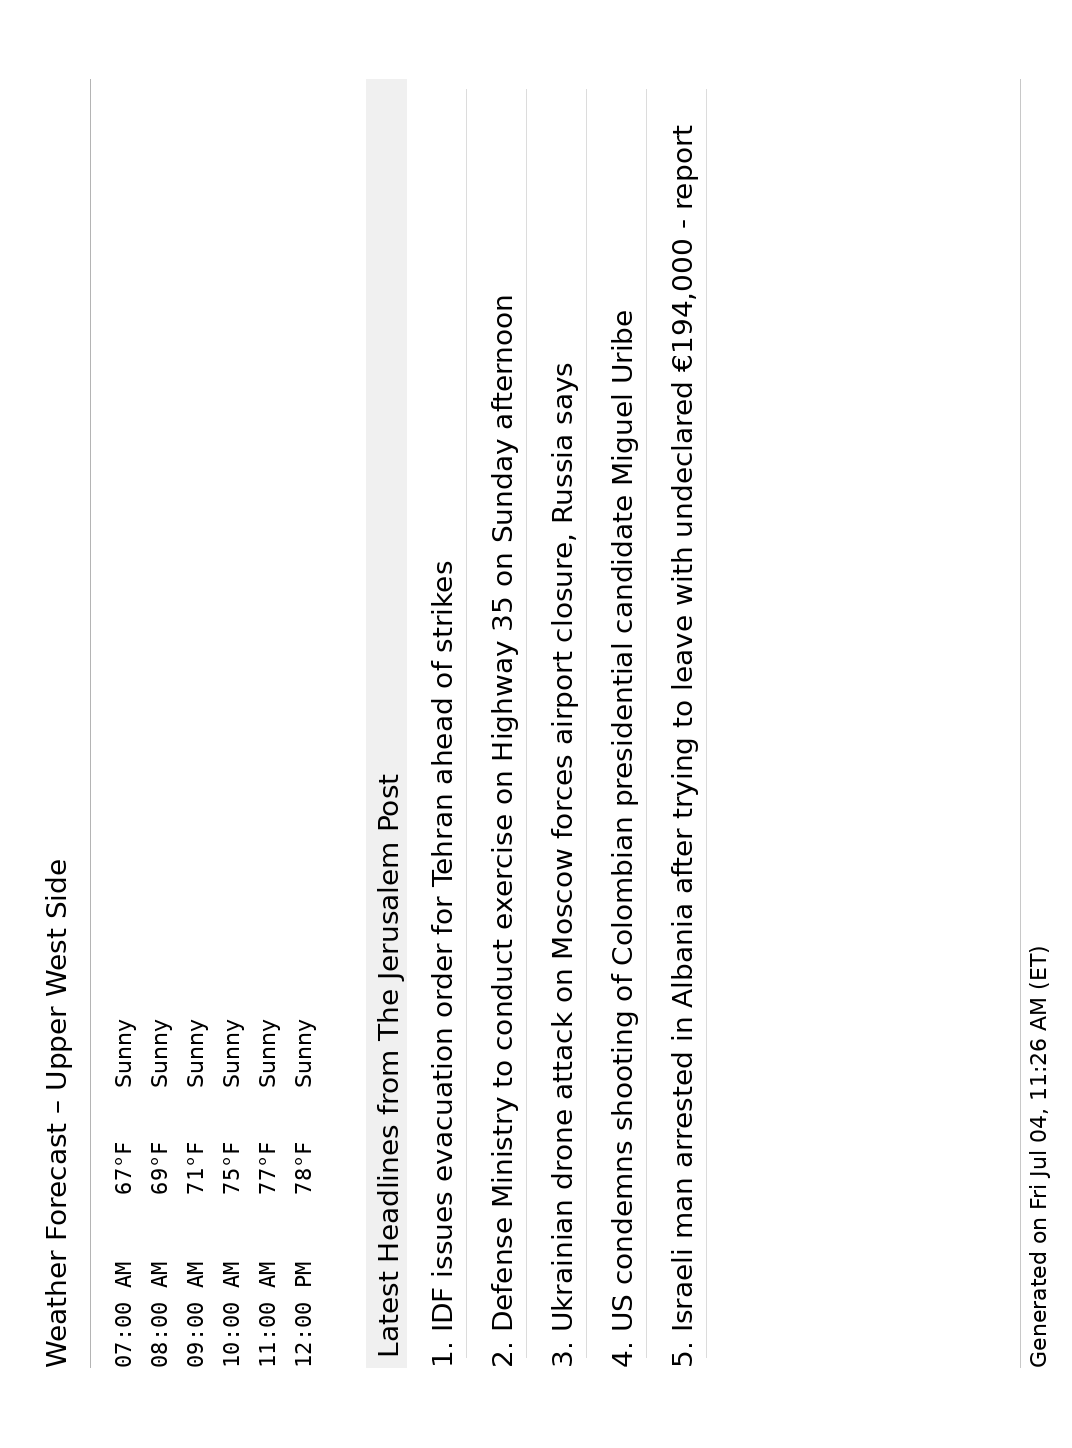 Weather Forecast – Upper West Side
07:00 AM 67°F Sunny
08:00 AM 69°F Sunny
09:00 AM 71°F Sunny
10:00 AM 75°F Sunny
11:00 AM 77°F Sunny
12:00 PM 78°F Sunny
Latest Headlines from The Jerusalem Post
1. IDF issues evacuation order for Tehran ahead of strikes
2. Defense Ministry to conduct exercise on Highway 35 on Sunday afternoon
3. Ukrainian drone attack on Moscow forces airport closure, Russia says
4. US condemns shooting of Colombian presidential candidate Miguel Uribe
5. Israeli man arrested in Albania after trying to leave with undeclared €194,000 - report
Generated on Fri Jul 04, 11:26 AM (ET)